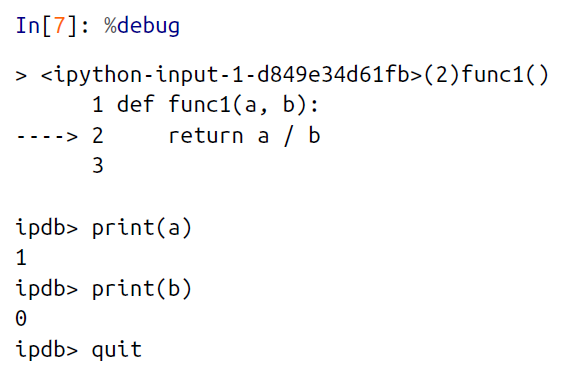 In[7]: %debug
> <ipython-input-1-d849e34d61fb>(2)func1()
      1 def func1(a, b):
----> 2     return a / b
      3
ipdb> print(a)
1
ipdb> print(b)
0
ipdb> quit